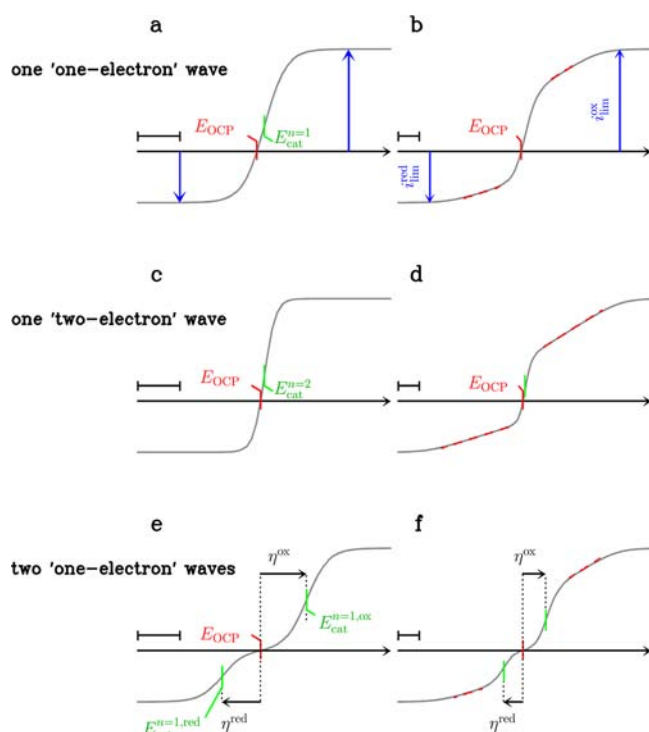 a
b
one 'one-electron' wave
E_OCP
E_cat^{n=1}
E_OCP
i_lim^red
i_lim^ox
c
d
one 'two-electron' wave
E_OCP
E_cat^{n=2}
E_OCP
e
f
two 'one-electron' waves
η^ox
η^ox
E_cat^{n=1,ox}
E_OCP
E_OCP
η^red
η^red